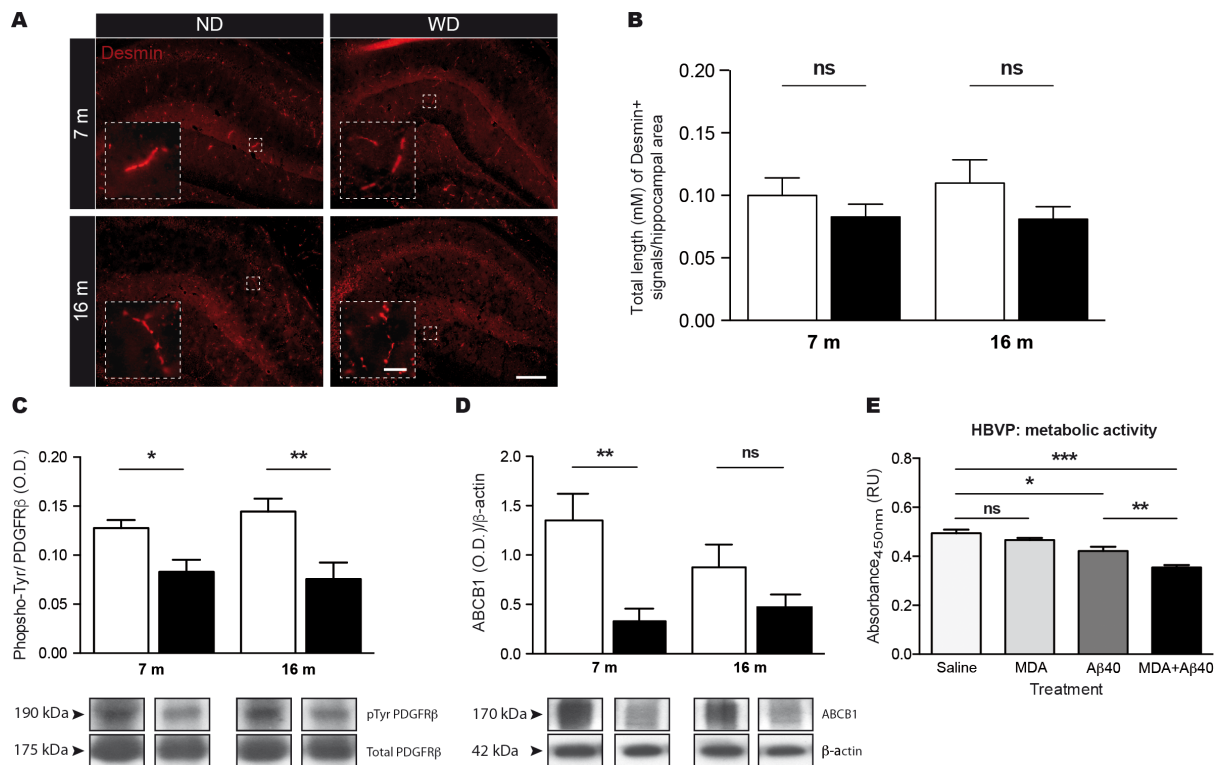 A
ND
WD
Desmin
7 m
16 m
B
Total length (mM) of Desmin+
signals/hippocampal area
0.20
0.15
0.10
0.05
0.00
ns
ns
7 m
16 m
C
Phopsho-Tyr/ PDGFRβ (O.D.)
0.20
0.15
0.10
0.05
0.00
*
**
7 m
16 m
190 kDa
pTyr PDGFRβ
175 kDa
Total PDGFRβ
D
ABCB1 (O.D.)/β-actin
2.0
1.5
1.0
0.5
0.0
**
ns
7 m
16 m
170 kDa
ABCB1
42 kDa
β-actin
E
HBVP: metabolic activity
Absorbance450nm (RU)
0.8
0.6
0.4
0.2
0.0
***
*
ns
**
Saline
MDA
Aβ40
MDA+Aβ40
Treatment